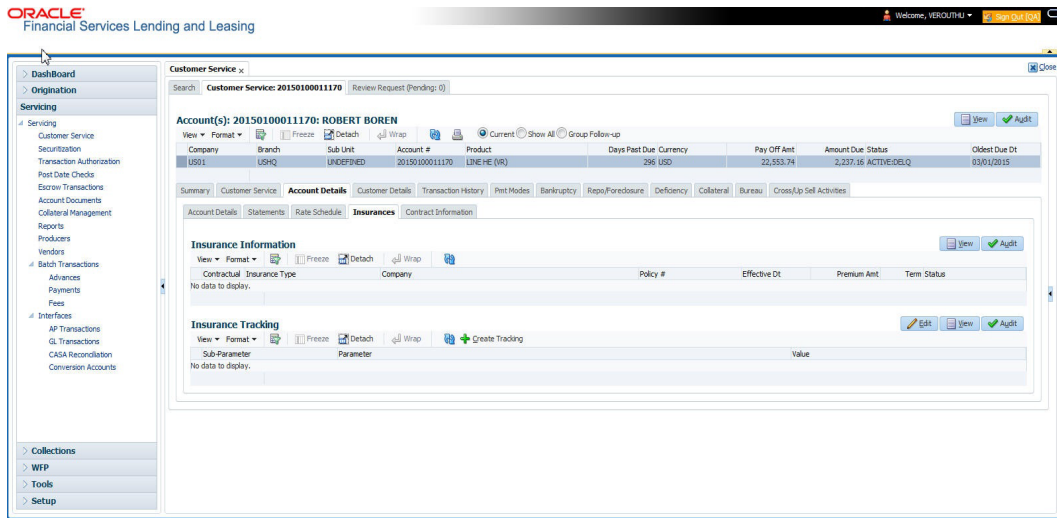 ORACLE®
Financial Services Lending and Leasing
Welcome, VEROUTHU
Sign Out (QA)
Close
DashBoard
Origination
Servicing
Servicing
Customer Service
Securitization
Transaction Authorization
Post Date Checks
Escrow Transactions
Account Documents
Collateral Management
Reports
Producers
Vendors
Batch Transactions
Advances
Payments
Fees
Interfaces
AP Transactions
GL Transactions
CASA Reconciliation
Conversion Accounts
Collections
WFP
Tools
Setup
Customer Service x
Search Customer Service: 20150100011170 Review Request (Pending: 0)
Account(s): 20150100011170: ROBERT BOREN
View Audit
View Format Freeze Detach Wrap Current Show All Group Follow-up
Company Branch Sub Unit Account # Product Days Past Due Currency Pay Off Amt Amount Due Status Oldest Due Dt
US01 USHQ UNDEFINED 20150100011170 LINE HE (VR) 296 USD 22,553.74 2,237.16 ACTIVE:DELQ 03/01/2015
Summary Customer Service Account Details Customer Details Transaction History Pmt Modes Bankruptcy Repo/Foreclosure Deficiency Collateral Bureau Cross/Up Sell Activities
Account Details Statements Rate Schedule Insurances Contract Information
Insurance Information
View Audit
View Format Freeze Detach Wrap
Contractual Insurance Type Company Policy # Effective Dt Premium Amt Term Status
No data to display.
Insurance Tracking
Edit View Audit
View Format Freeze Detach Wrap Create Tracking
Sub-Parameter Parameter Value
No data to display.